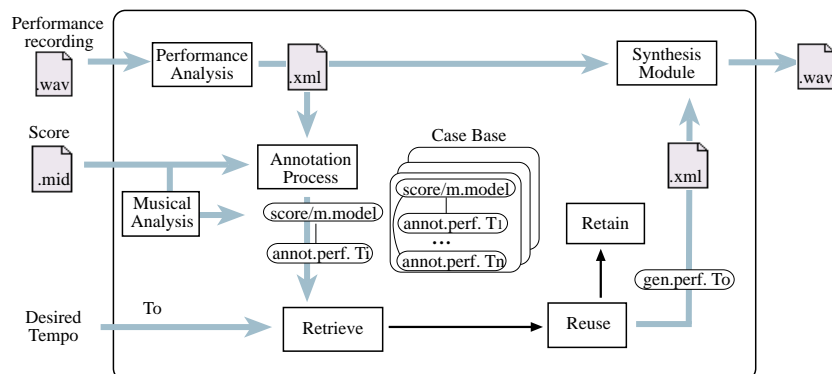 Performance
recording
.wav
Performance
Analysis
.xml
Synthesis
Module
.wav
Score
.mid
Musical
Analysis
Annotation
Process
score/m.model
annot.perf. Ti
Case Base
score/m.model
annot.perf. T1
...
annot.perf. Tn
.xml
Retain
gen.perf. To
Desired
Tempo
To
Retrieve
Reuse